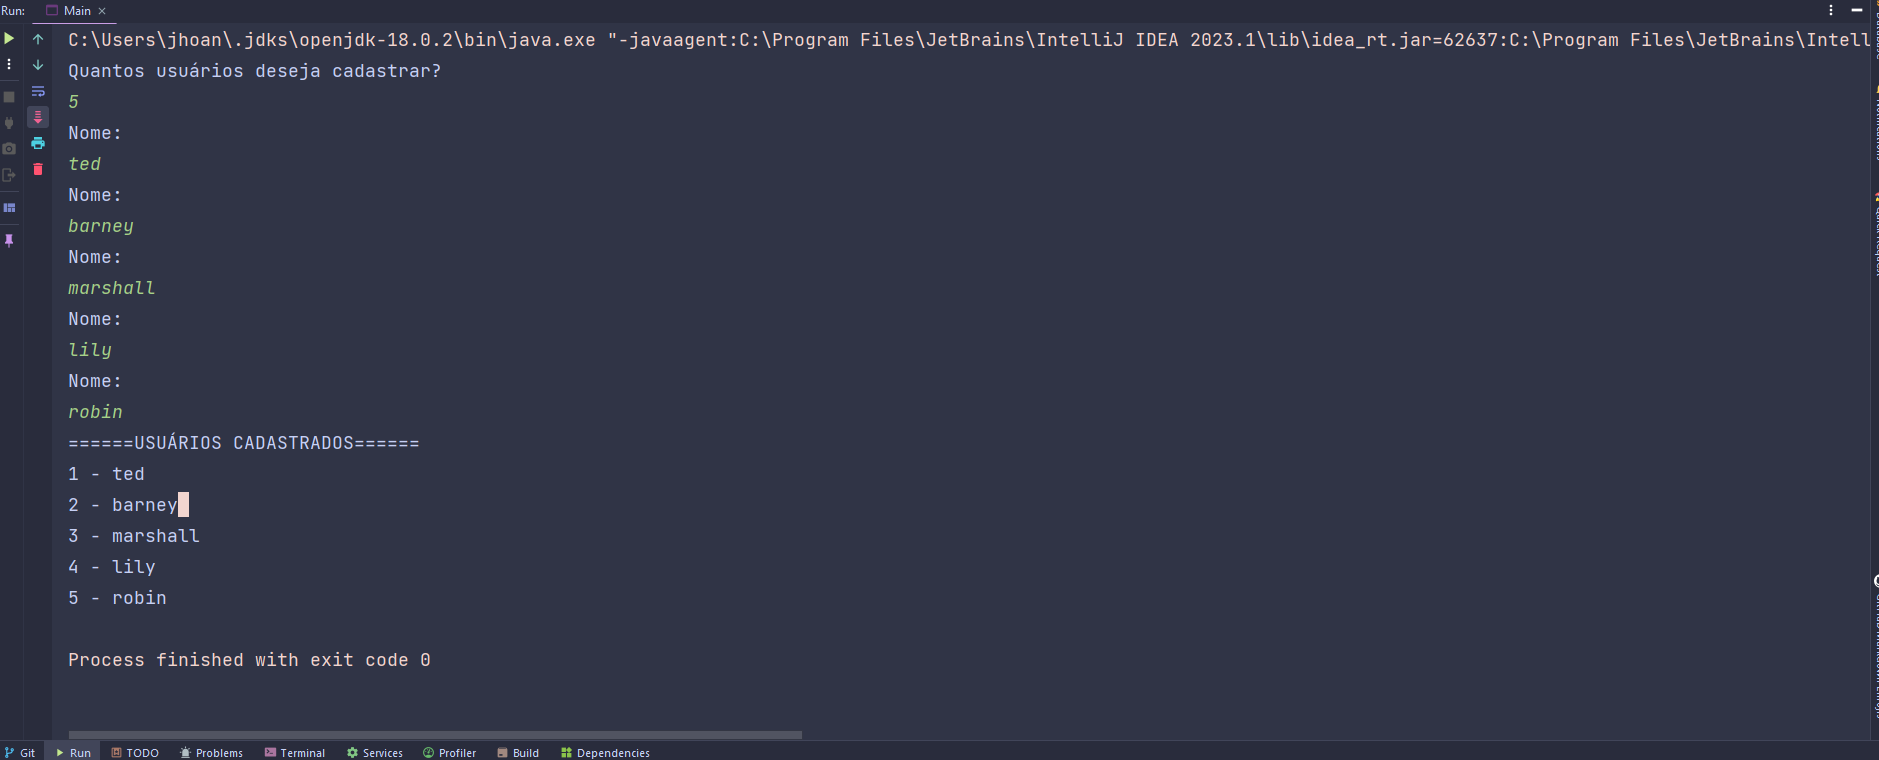 Run: Main ×
C:\Users\jhoan\.jdks\openjdk-18.0.2\bin\java.exe "-javaagent:C:\Program Files\JetBrains\IntelliJ IDEA 2023.1\lib\idea_rt.jar=62637:C:\Program Files\JetBrains\Intell
Quantos usuários deseja cadastrar?
5
Nome:
ted
Nome:
barney
Nome:
marshall
Nome:
lily
Nome:
robin
======USUÁRIOS CADASTRADOS======
1 - ted
2 - barney
3 - marshall
4 - lily
5 - robin
Process finished with exit code 0
Git Run TODO Problems Terminal Services Profiler Build Dependencies